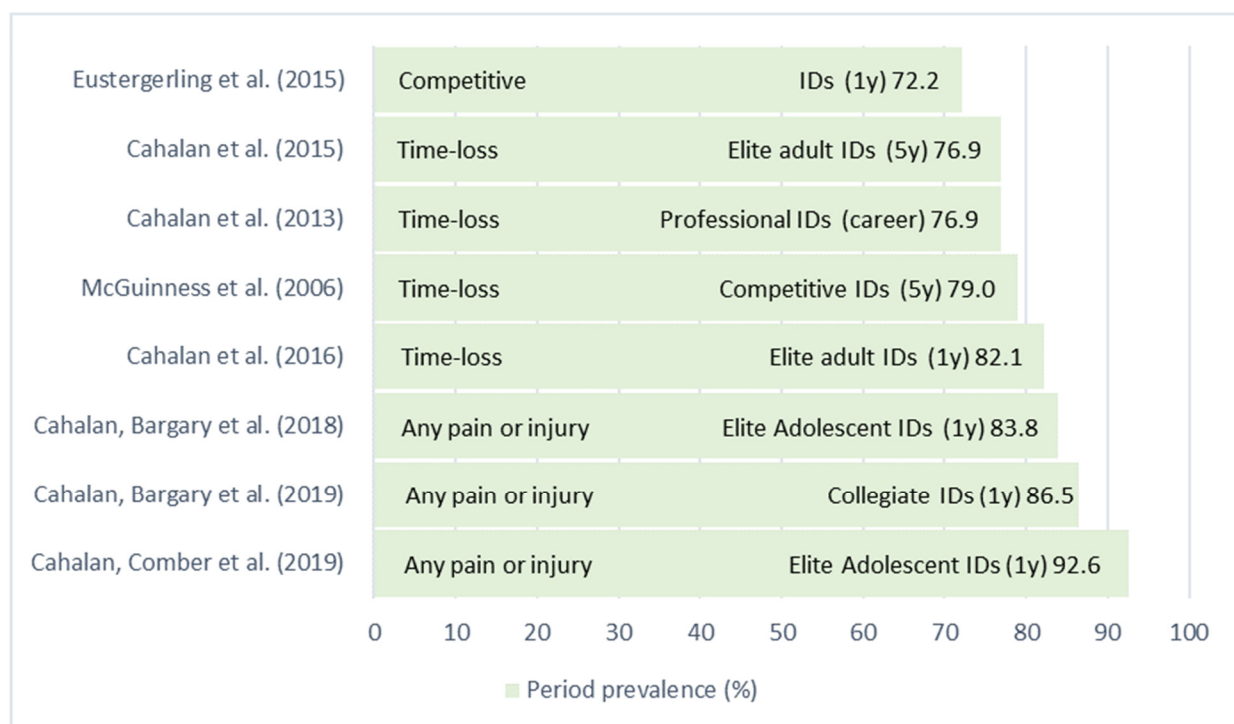 Eustergerling et al. (2015) Competitive IDs (1y) 72.2
Cahalan et al. (2015) Time-loss Elite adult IDs (5y) 76.9
Cahalan et al. (2013) Time-loss Professional IDs (career) 76.9
McGuinness et al. (2006) Time-loss Competitive IDs (5y) 79.0
Cahalan et al. (2016) Time-loss Elite adult IDs (1y) 82.1
Cahalan, Bargary et al. (2018) Any pain or injury Elite Adolescent IDs (1y) 83.8
Cahalan, Bargary et al. (2019) Any pain or injury Collegiate IDs (1y) 86.5
Cahalan, Comber et al. (2019) Any pain or injury Elite Adolescent IDs (1y) 92.6
0 10 20 30 40 50 60 70 80 90 100
Period prevalence (%)